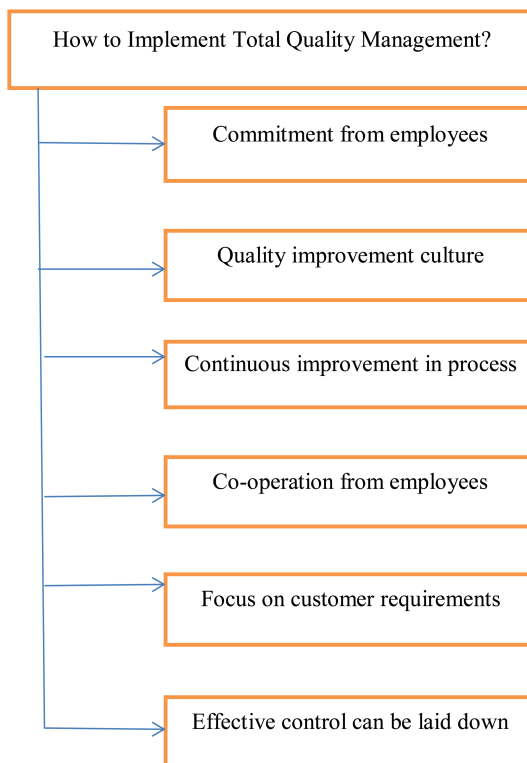 How to Implement Total Quality Management?
Commitment from employees
Quality improvement culture
Continuous improvement in process
Co-operation from employees
Focus on customer requirements
Effective control can be laid down